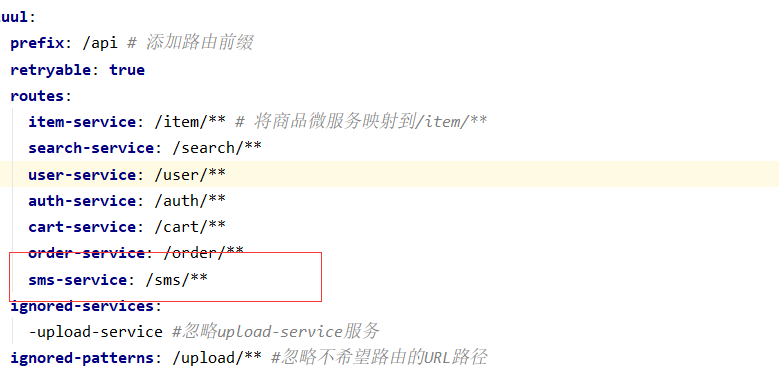 zuul:
prefix: /api # 添加路由前缀
retryable: true
routes:
item-service: /item/** # 将商品微服务映射到/item/**
search-service: /search/**
user-service: /user/**
auth-service: /auth/**
cart-service: /cart/**
order-service: /order/**
sms-service: /sms/**
ignored-services:
-upload-service #忽略upload-service服务
ignored-patterns: /upload/** #忽略不希望路由的URL路径